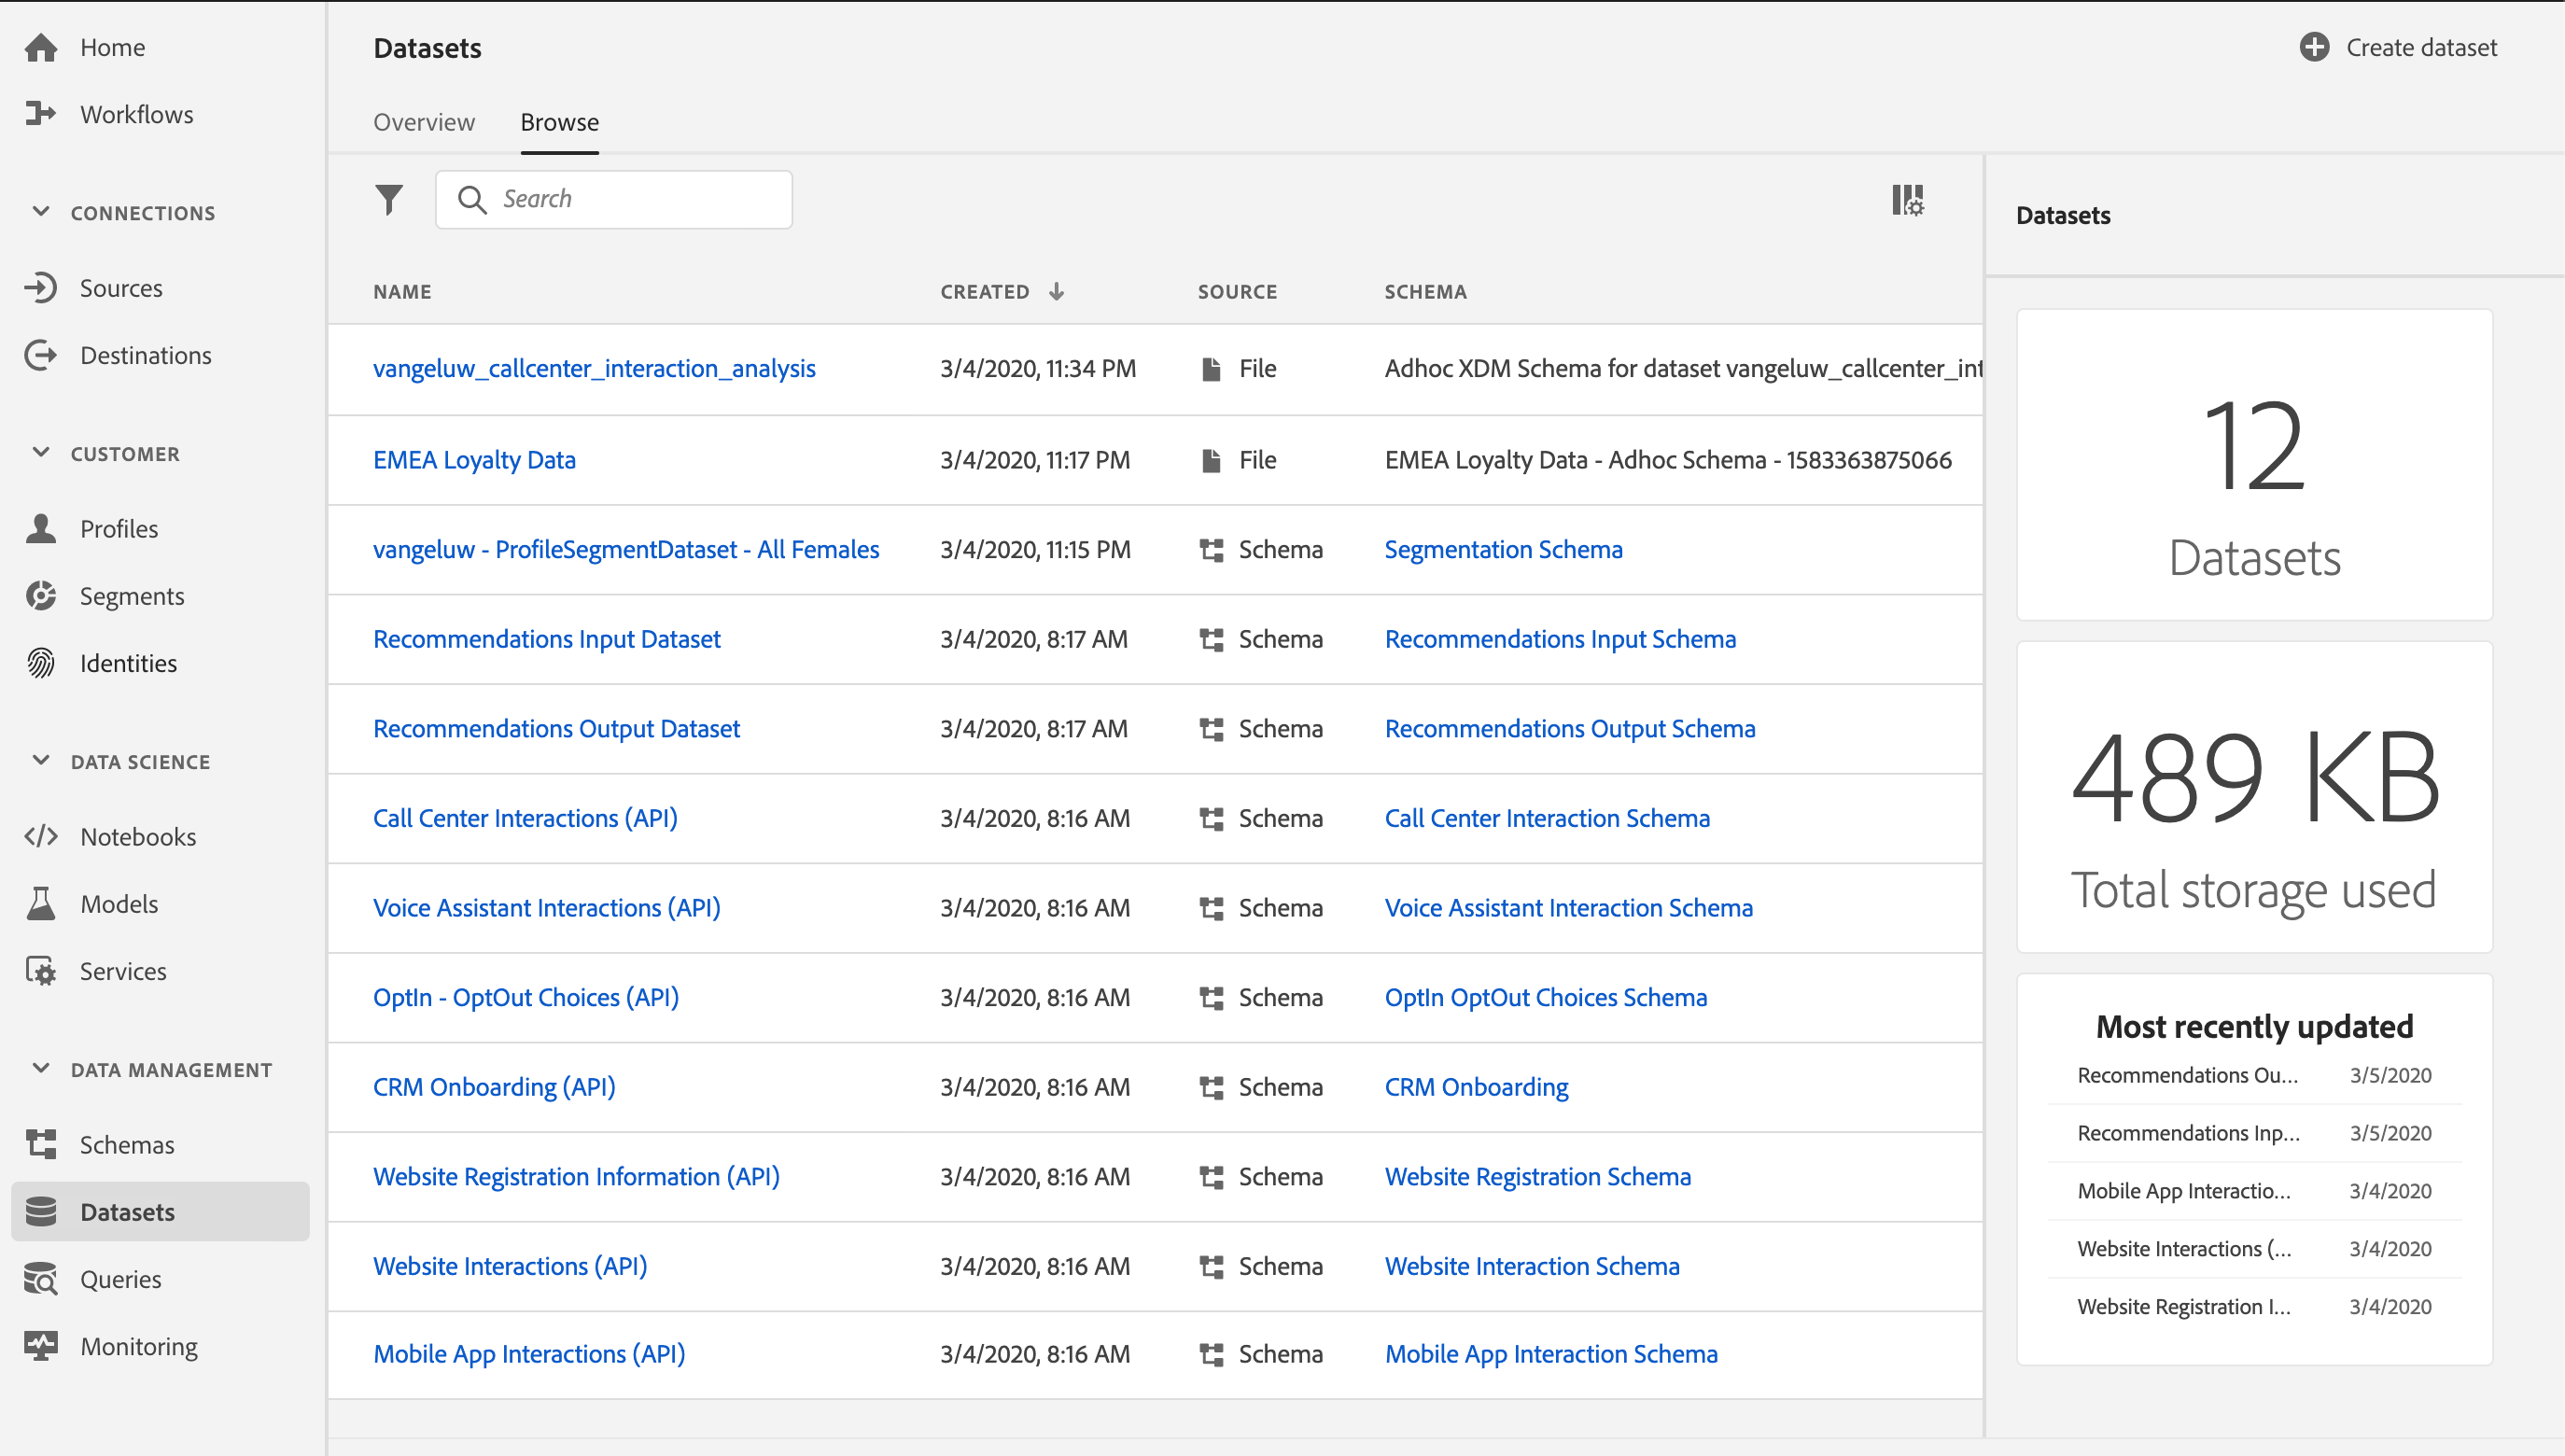 Home
Workflows
CONNECTIONS
Sources
Destinations
CUSTOMER
Profiles
Segments
Identities
DATA SCIENCE
Notebooks
Models
Services
DATA MANAGEMENT
Schemas
Datasets
Queries
Monitoring
Datasets
Create dataset
Overview Browse
Search
NAME CREATED SOURCE SCHEMA
vangeluw_callcenter_interaction_analysis 3/4/2020, 11:34 PM File Adhoc XDM Schema for dataset vangeluw_callcenter_int
EMEA Loyalty Data 3/4/2020, 11:17 PM File EMEA Loyalty Data - Adhoc Schema - 1583363875066
vangeluw - ProfileSegmentDataset - All Females 3/4/2020, 11:15 PM Schema Segmentation Schema
Recommendations Input Dataset 3/4/2020, 8:17 AM Schema Recommendations Input Schema
Recommendations Output Dataset 3/4/2020, 8:17 AM Schema Recommendations Output Schema
Call Center Interactions (API) 3/4/2020, 8:16 AM Schema Call Center Interaction Schema
Voice Assistant Interactions (API) 3/4/2020, 8:16 AM Schema Voice Assistant Interaction Schema
OptIn - OptOut Choices (API) 3/4/2020, 8:16 AM Schema OptIn OptOut Choices Schema
CRM Onboarding (API) 3/4/2020, 8:16 AM Schema CRM Onboarding
Website Registration Information (API) 3/4/2020, 8:16 AM Schema Website Registration Schema
Website Interactions (API) 3/4/2020, 8:16 AM Schema Website Interaction Schema
Mobile App Interactions (API) 3/4/2020, 8:16 AM Schema Mobile App Interaction Schema
Datasets
12
Datasets
489 KB
Total storage used
Most recently updated
Recommendations Ou... 3/5/2020
Recommendations Inp... 3/5/2020
Mobile App Interactio... 3/4/2020
Website Interactions (... 3/4/2020
Website Registration I... 3/4/2020